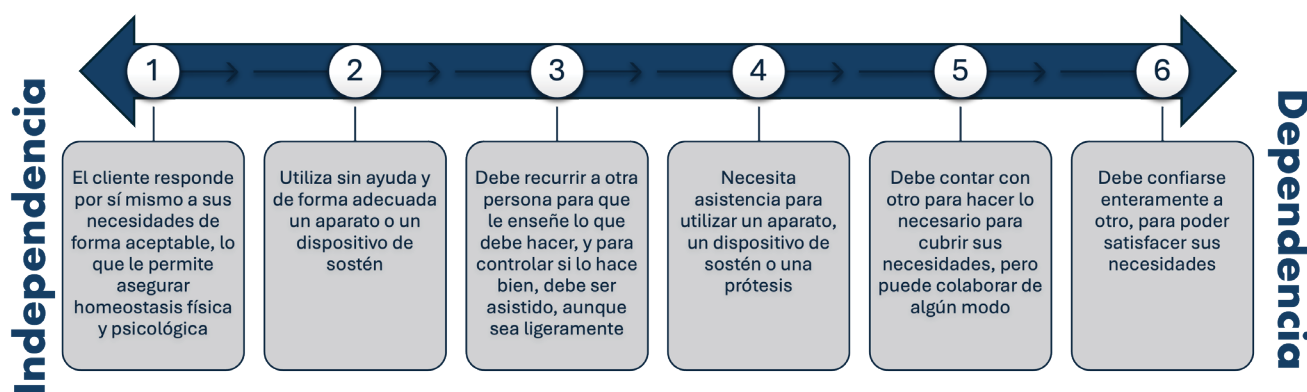 Independencia
1
2
3
4
5
6
El cliente responde
por sí mismo a sus
necesidades de
forma aceptable, lo
que le permite
asegurar
homeostasis física
y psicológica
Utiliza sin ayuda y
de forma adecuada
un aparato o un
dispositivo de
sostén
Debe recurrir a otra
persona para que
le enseñe lo que
debe hacer, y para
controlar si lo hace
bien, debe ser
asistido, aunque
sea ligeramente
Necesita
asistencia para
utilizar un aparato,
un dispositivo de
sostén o una
prótesis
Debe contar con
otro para hacer lo
necesario para
cubrir sus
necesidades, pero
puede colaborar de
algún modo
Debe confiarse
enteramente a
otro, para poder
satisfacer sus
necesidades
Dependencia